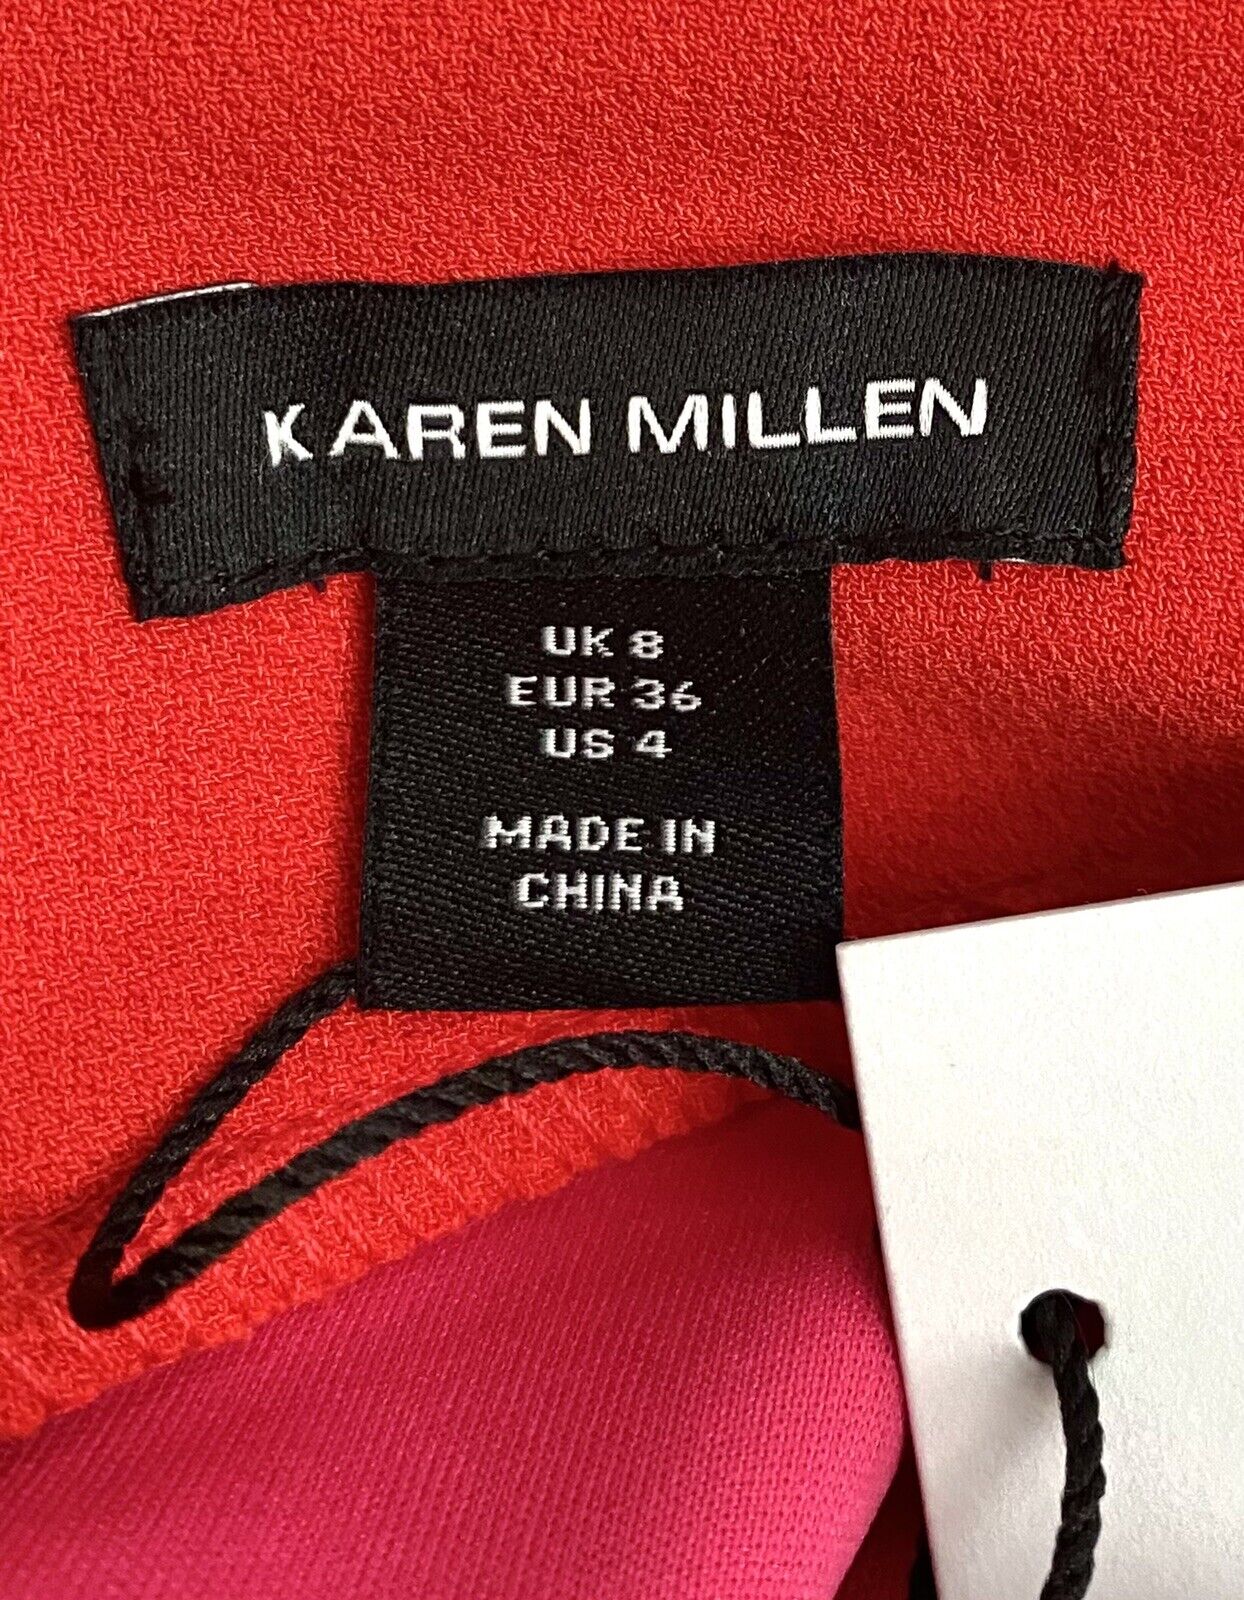 KAREN MILLEN
UK 8
EUR 36
US 4
MADE IN
CHINA